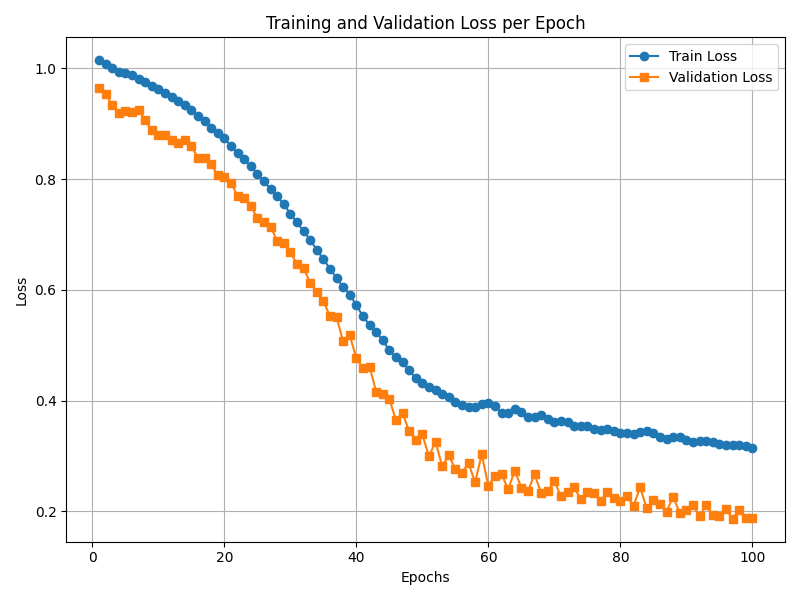 Training and Validation Loss per Epoch
Train Loss
Validation Loss
1.0
0.8
0.6
0.4
0.2
Loss
0 20 40 60 80 100
Epochs